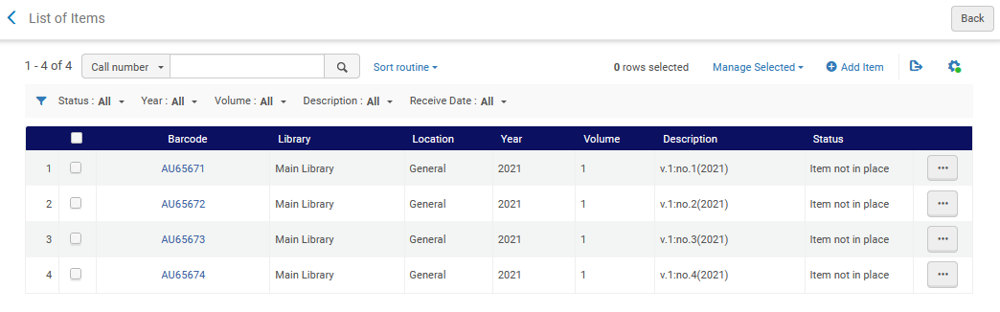 List of Items Back
1 - 4 of 4 Call number Sort routine 0 rows selected Manage Selected Add Item
Status : All Year : All Volume : All Description : All Receive Date : All
Barcode Library Location Year Volume Description Status
1 AU65671 Main Library General 2021 1 v.1:no.1(2021) Item not in place
2 AU65672 Main Library General 2021 1 v.1:no.2(2021) Item not in place
3 AU65673 Main Library General 2021 1 v.1:no.3(2021) Item not in place
4 AU65674 Main Library General 2021 1 v.1:no.4(2021) Item not in place